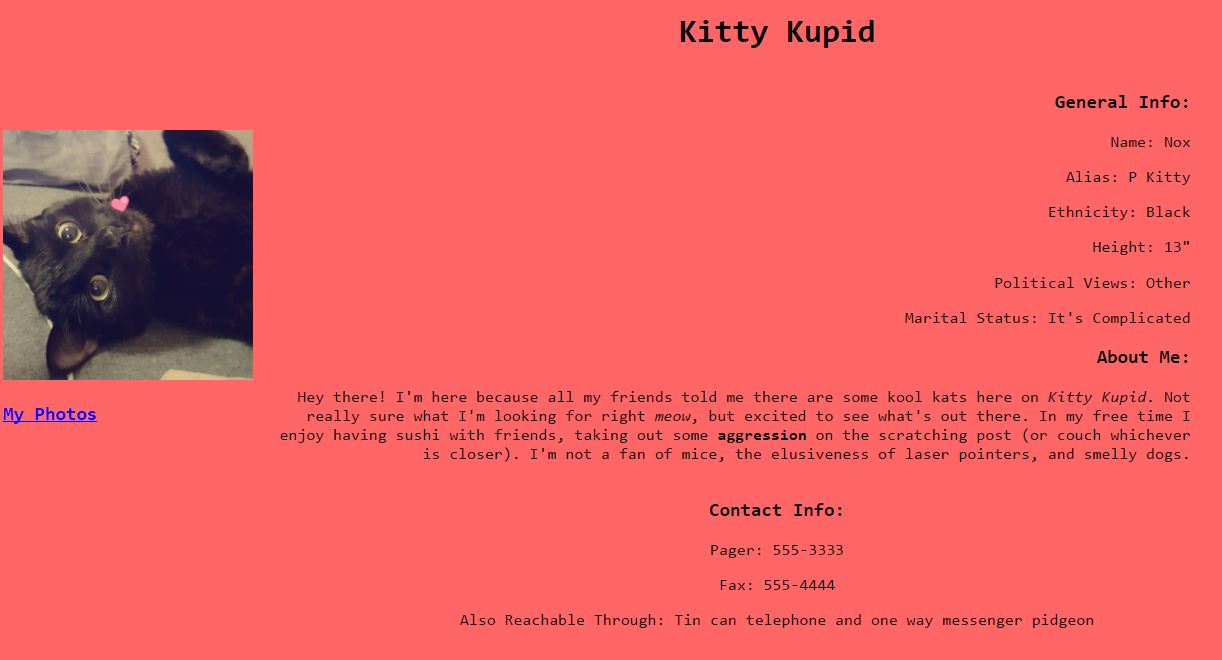 Kitty Kupid
General Info:
Name: Nox
Alias: P Kitty
Ethnicity: Black
Height: 13"
Political Views: Other
Marital Status: It's Complicated
About Me:
Hey there! I'm here because all my friends told me there are some kool kats here on Kitty Kupid. Not
really sure what I'm looking for right meow, but excited to see what's out there. In my free time I
enjoy having sushi with friends, taking out some aggression on the scratching post (or couch whichever
is closer). I'm not a fan of mice, the elusiveness of laser pointers, and smelly dogs.
My Photos
Contact Info:
Pager: 555-3333
Fax: 555-4444
Also Reachable Through: Tin can telephone and one way messenger pidgeon